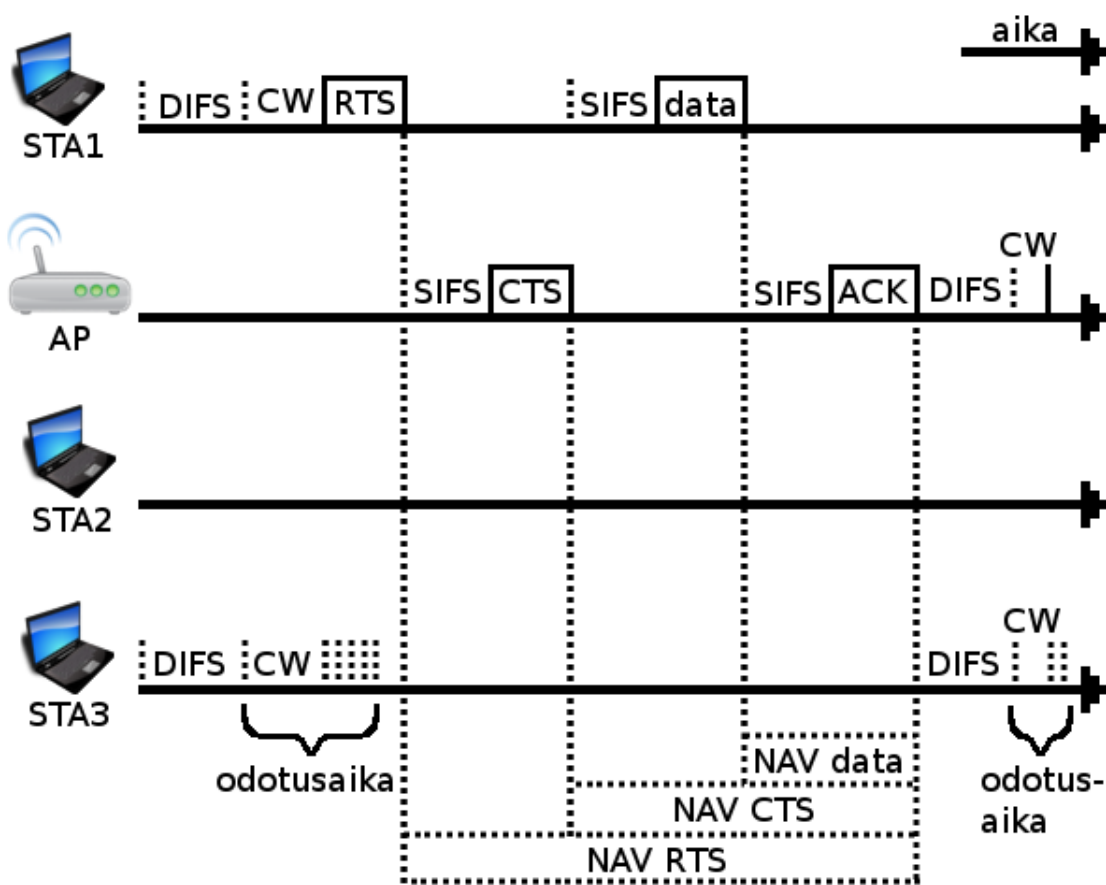 aika
DIFS CW RTS SIFS data
STA1
CW
SIFS CTS SIFS ACK DIFS
AP
STA2
CW
DIFS CW DIFS
STA3
odotusaika
NAV data
odotus-
aika
NAV CTS
NAV RTS